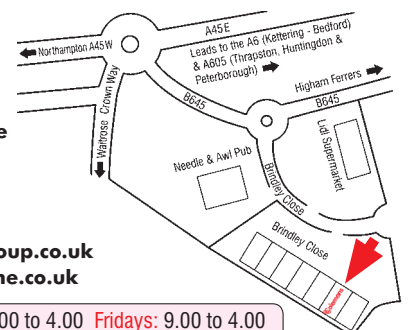 A45E
Northampton A45W
Leads to the A6 (Kettering - Bedford)
& A605 (Thrapston, Huntingdon &
Peterborough)
Crown Way
Waitrose
B645
Higham Ferrers
B645
Lidl Supermarket
Needle & Awl Pub
Brindley Close
Brindley Close
e
oup.co.uk
ne.co.uk
00 to 4.00 Fridays: 9.00 to 4.00